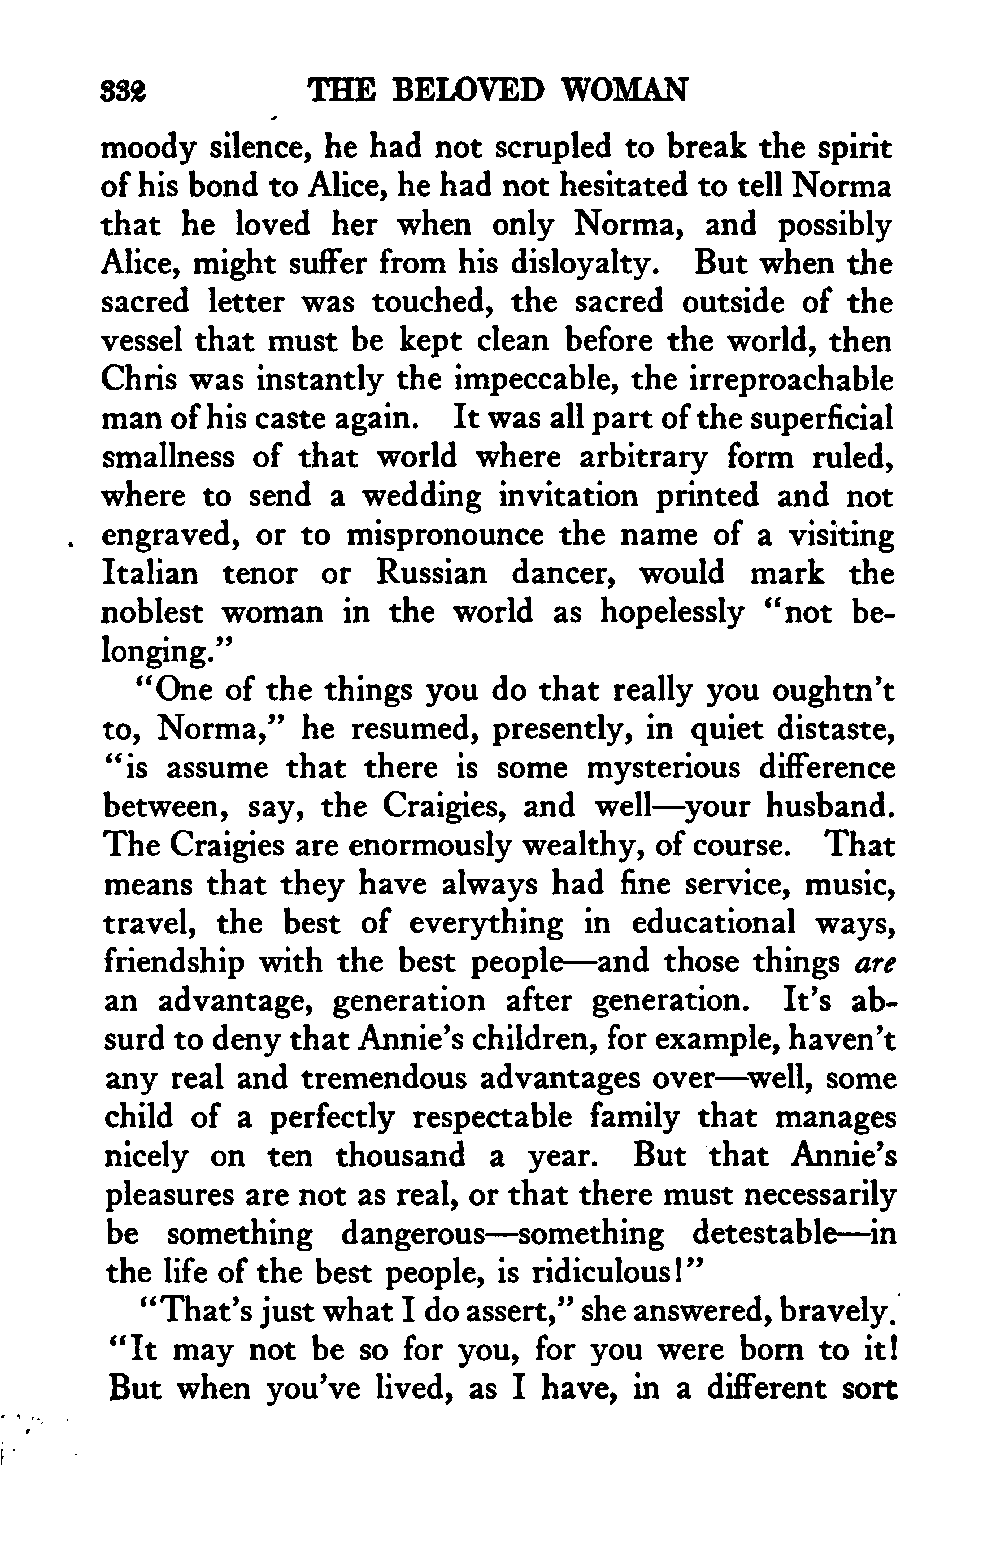 332 THE BELOVED WOMAN
moody silence, he had not scrupled to break the spirit
of his bond to Alice, he had not hesitated to tell Norma
that he loved her when only Norma, and possibly
Alice, might suffer from his disloyalty. But when the
sacred letter was touched, the sacred outside of the
vessel that must be kept clean before the world, then
Chris was instantly the impeccable, the irreproachable
man of his caste again. It was all part of the superficial
smallness of that world where arbitrary form ruled,
where to send a wedding invitation printed and not
engraved, or to mispronounce the name of a visiting
Italian tenor or Russian dancer, would mark the
noblest woman in the world as hopelessly “not be-
longing.”
“One of the things you do that really you oughtn’t
to, Norma,” he resumed, presently, in quiet distaste,
“is assume that there is some mysterious difference
between, say, the Craigies, and well—your husband.
The Craigies are enormously wealthy, of course. That
means that they have always had fine service, music,
travel, the best of everything in educational ways,
friendship with the best people—and those things are
an advantage, generation after generation. It’s ab-
surd to deny that Annie’s children, for example, haven’t
any real and tremendous advantages over—well, some
child of a perfectly respectable family that manages
nicely on ten thousand a year. But that Annie’s
pleasures are not as real, or that there must necessarily
be something dangerous—something detestable—in
the life of the best people, is ridiculous!”
“That’s just what I do assert,” she answered, bravely.
“It may not be so for you, for you were born to it!
But when you’ve lived, as I have, in a different sort